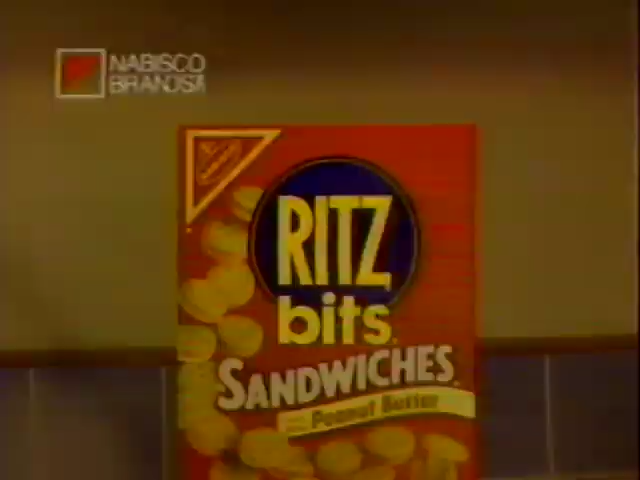 NABISCO
BRANDS
RITZ
bits
SANDWICHES
Peanut Butter